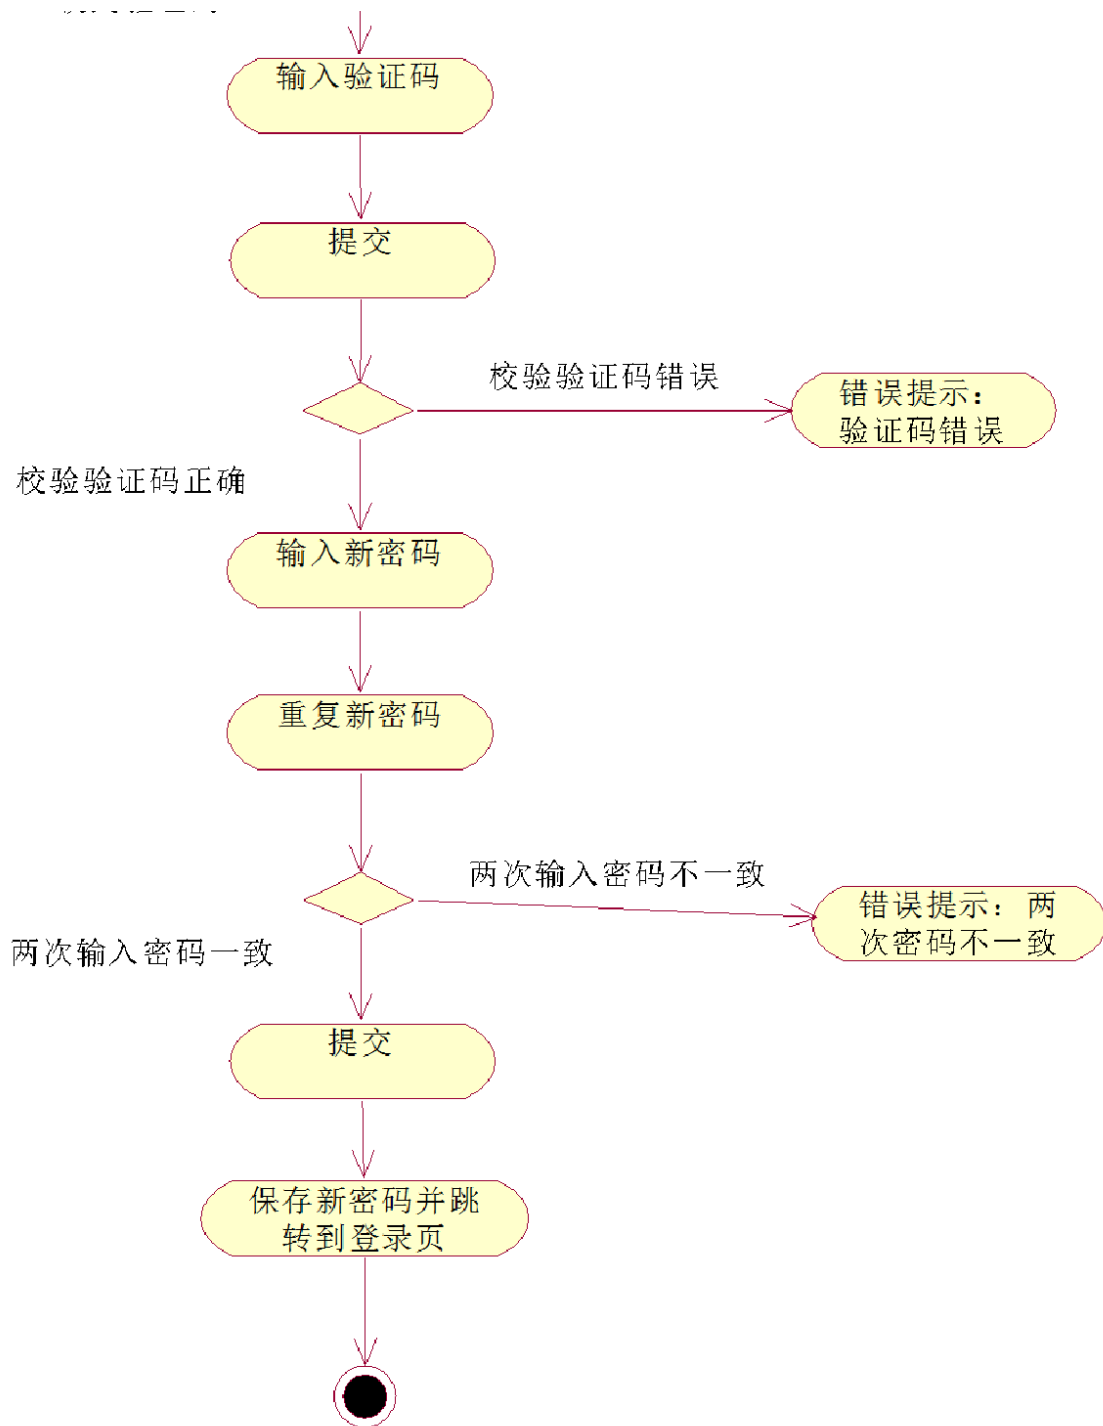 输入验证码
提交
校验验证码错误
错误提示：
验证码错误
校验验证码正确
输入新密码
重复新密码
两次输入密码不一致
错误提示：两
次密码不一致
两次输入密码一致
提交
保存新密码并跳
转到登录页